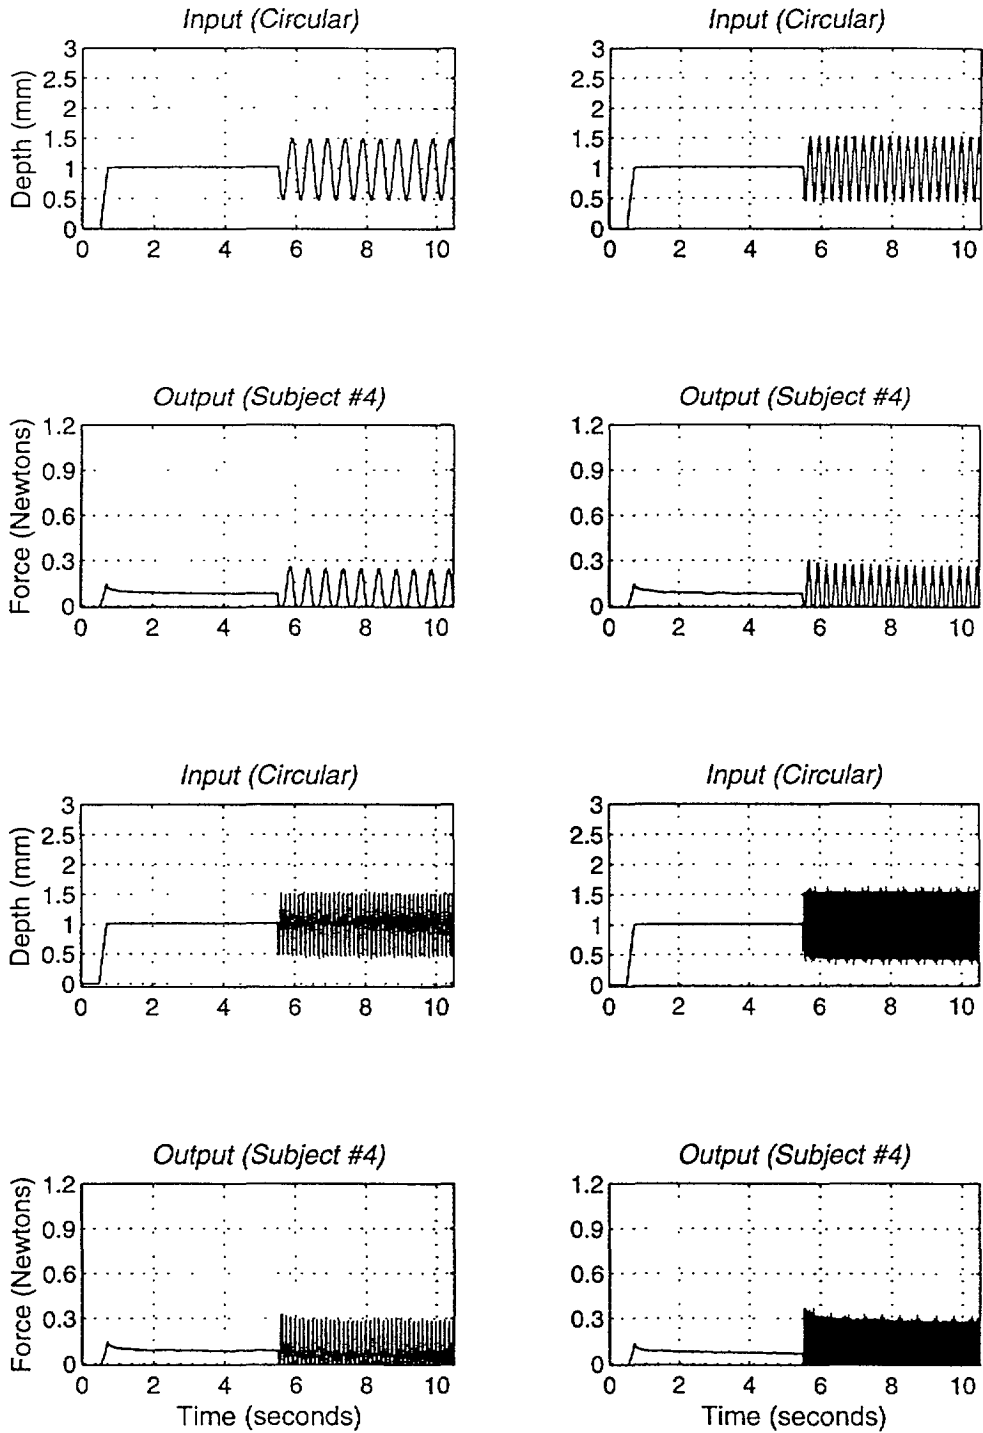 Input (Circular)
Input (Circular)
Depth (mm)
3
2.5
2
1.5
1
0.5
0
0 2 4 6 8 10
3
2.5
2
1.5
1
0.5
0
0 2 4 6 8 10
Output (Subject #4)
Output (Subject #4)
Force (Newtons)
1.2
0.9
0.6
0.3
0
0 2 4 6 8 10
1.2
0.9
0.6
0.3
0
0 2 4 6 8 10
Input (Circular)
Input (Circular)
Depth (mm)
3
2.5
2
1.5
1
0.5
0
0 2 4 6 8 10
3
2.5
2
1.5
1
0.5
0
0 2 4 6 8 10
Output (Subject #4)
Output (Subject #4)
Force (Newtons)
1.2
0.9
0.6
0.3
0
0 2 4 6 8 10
Time (seconds)
1.2
0.9
0.6
0.3
0
0 2 4 6 8 10
Time (seconds)